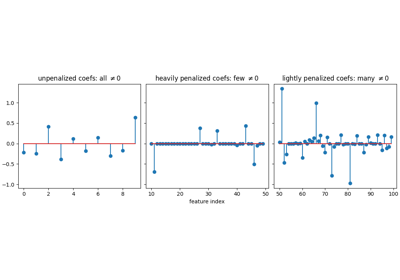 unpenalized coefs: all ≠0
heavily penalized coefs: few ≠0
lightly penalized coefs: many ≠0
1.0
0.5
0.0
−0.5
−1.0
0 2 4 6 8
10 20 30 40 50
50 60 70 80 90 100
feature index